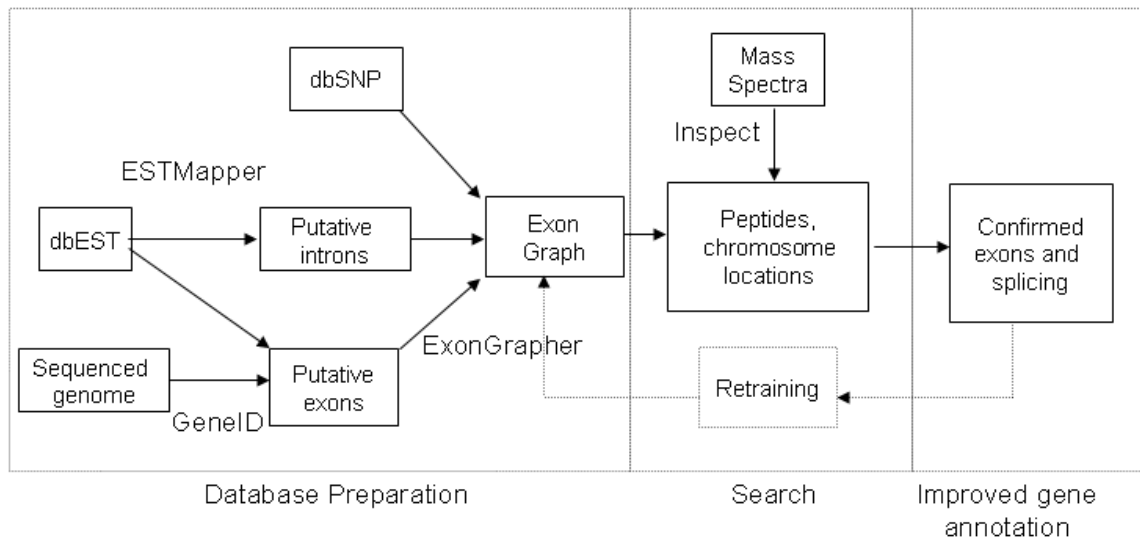 dbSNP
Mass
Spectra
Inspect
ESTMapper
dbEST
Putative
introns
Exon
Graph
Peptides,
chromosome
locations
Confirmed
exons and
splicing
ExonGrapher
Sequenced
genome
Putative
exons
GeneID
Retraining
Database Preparation
Search
Improved gene
annotation